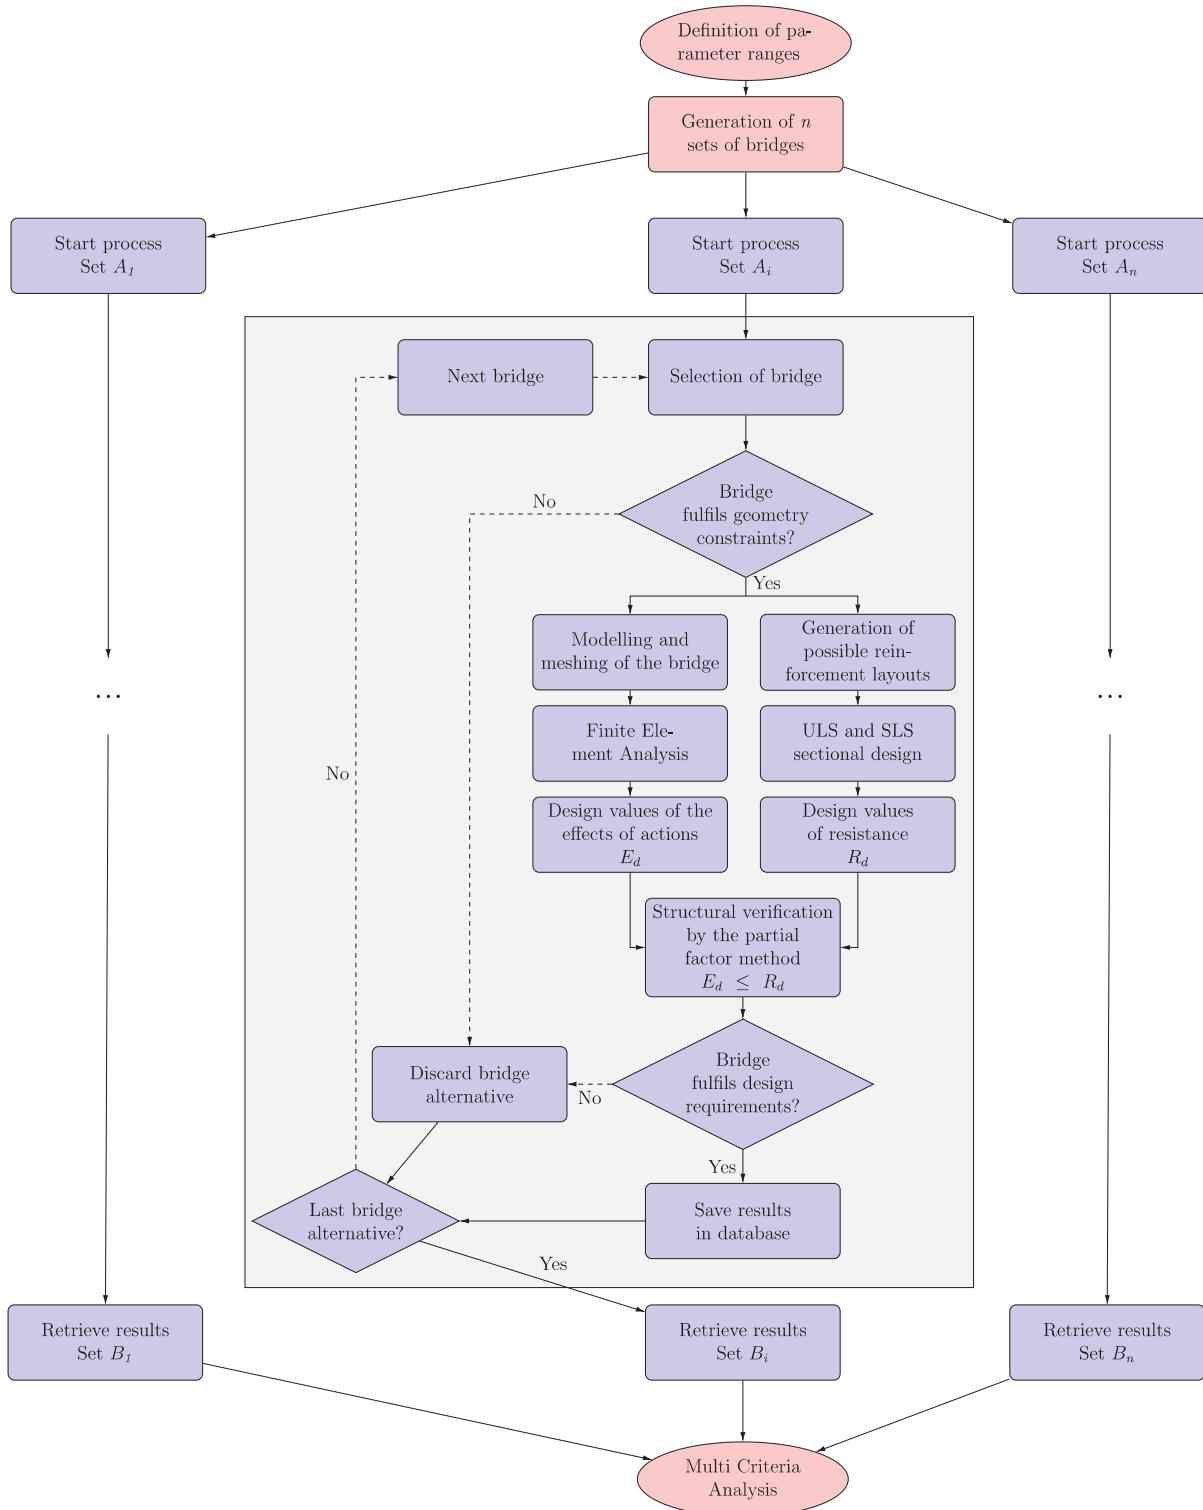 Definition of pa-
rameter ranges
Generation of n
sets of bridges
Start process
Set A1
Start process
Set Ai
Start process
Set An
Next bridge
Selection of bridge
Bridge
fulfils geometry
constraints?
No
Yes
Modelling and
meshing of the bridge
Generation of
possible rein-
forcement layouts
...
...
Finite Ele-
ment Analysis
ULS and SLS
sectional design
No
Design values of the
effects of actions
Ed
Design values
of resistance
Rd
Structural verification
by the partial
factor method
Ed ≤ Rd
Bridge
fulfils design
requirements?
No
Discard bridge
alternative
Yes
Last bridge
alternative?
Save results
in database
Yes
Retrieve results
Set B1
Retrieve results
Set Bi
Retrieve results
Set Bn
Multi Criteria
Analysis